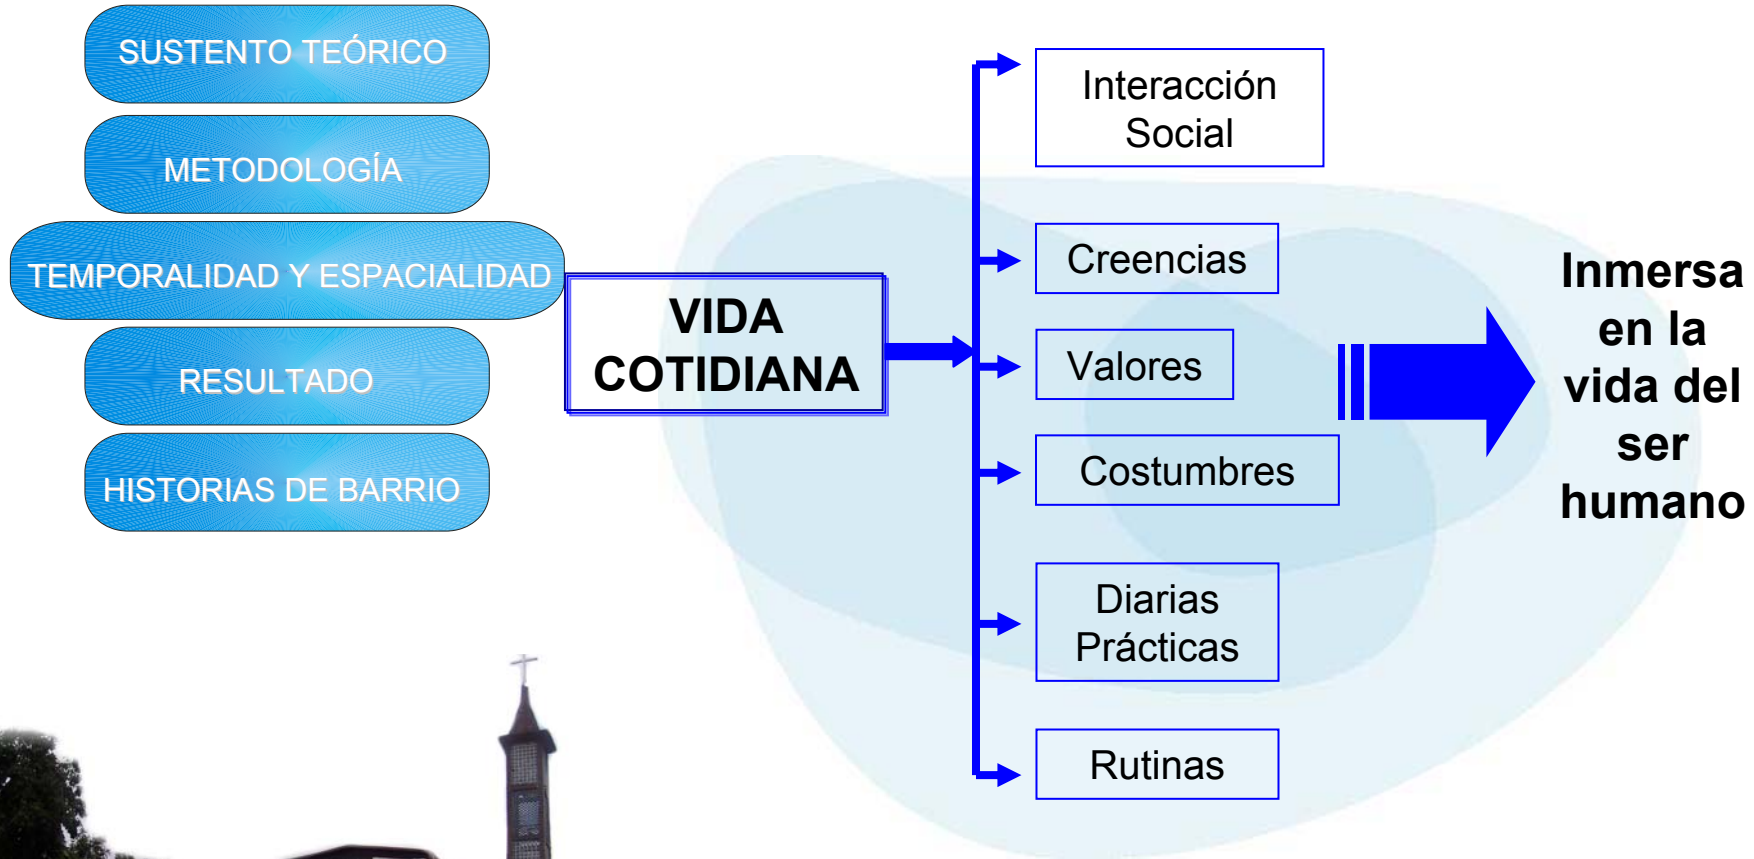 SUSTENTO TEÓRICO
METODOLOGÍA
TEMPORALIDAD Y ESPACIALIDAD
RESULTADO
HISTORIAS DE BARRIO
VIDA
COTIDIANA
Interacción
Social
Creencias
Valores
Costumbres
Diarias
Prácticas
Rutinas
Inmersa
en la
vida del
ser
humano